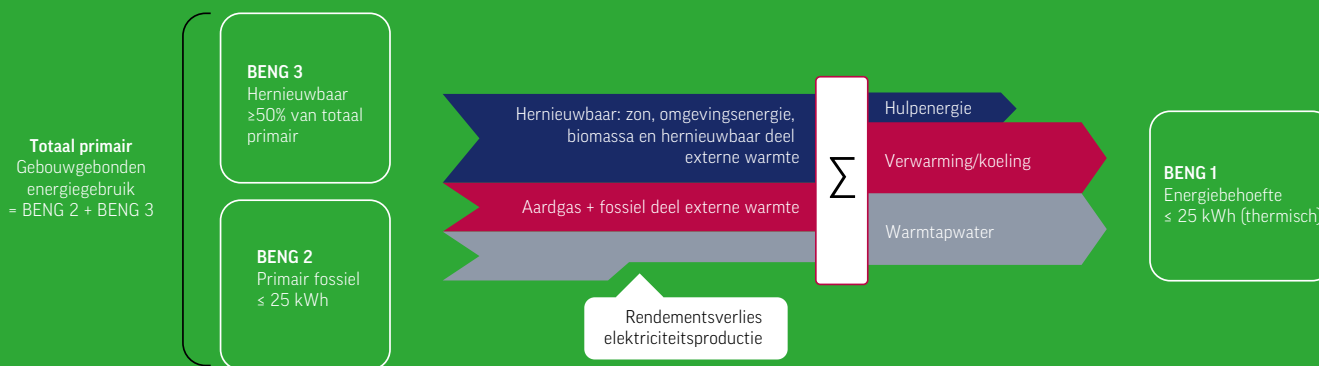 Totaal primair
Gebouwgebonden
energiegebruik
= BENG 2 + BENG 3
BENG 3
Hernieuwbaar
≥50% van totaal
primair
BENG 2
Primair fossiel
≤ 25 kWh
Hernieuwbaar: zon, omgevingsenergie,
biomassa en hernieuwbaar deel
externe warmte
Aardgas + fossiel deel externe warmte
Rendementsverlies
elektriciteitsproductie
∑
Hulpenergie
Verwarming/koeling
Warmtapwater
BENG 1
Energiebehoefte
≤ 25 kWh (thermisch)